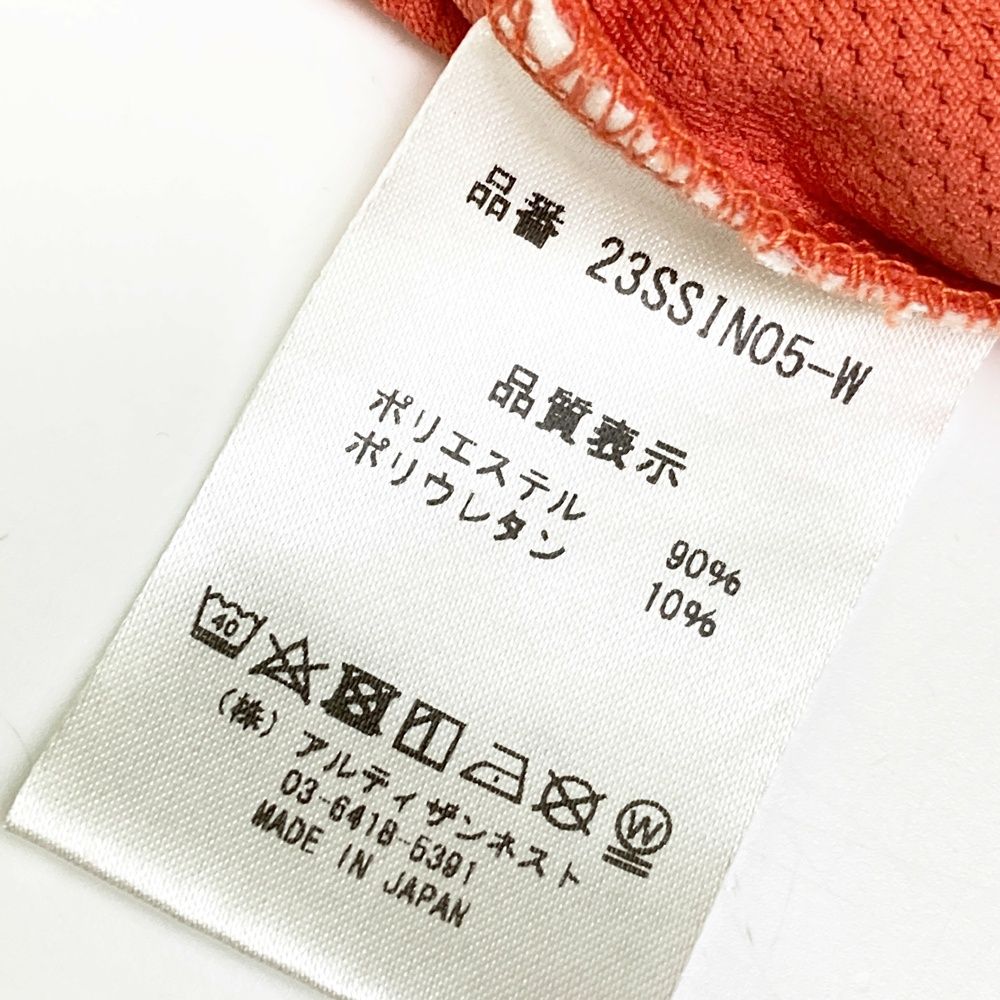 品番 23SSIN05-W
品質表示
ポリエステル 90%
ポリウレタン 10%
40
W
(株)アルティザンネスト
03-6418-5391
MADE IN JAPAN